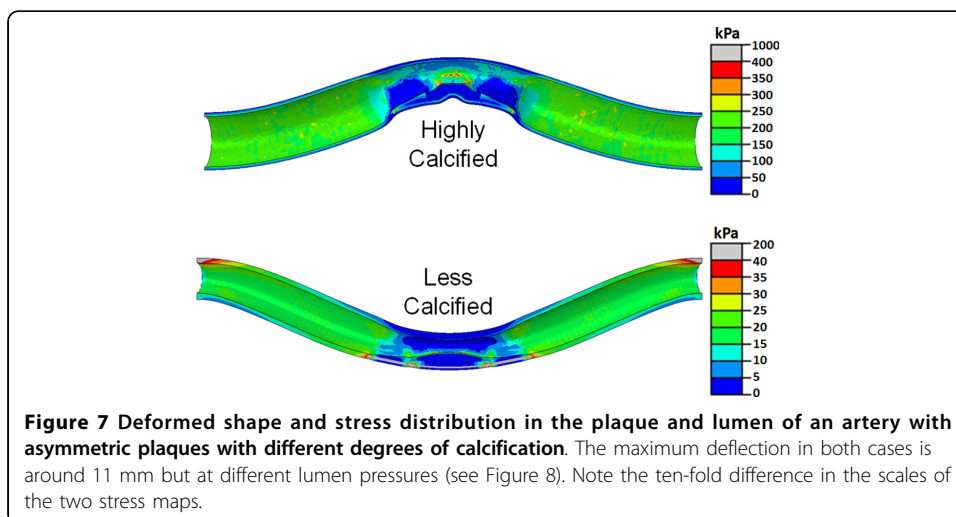 kPa
1000
400
350
300
250
200
150
100
50
0
Highly
Calcified
kPa
200
40
35
30
25
20
15
10
5
0
Less
Calcified
Figure 7 Deformed shape and stress distribution in the plaque and lumen of an artery with
asymmetric plaques with different degrees of calcification. The maximum deflection in both cases is
around 11 mm but at different lumen pressures (see Figure 8). Note the ten-fold difference in the scales of
the two stress maps.